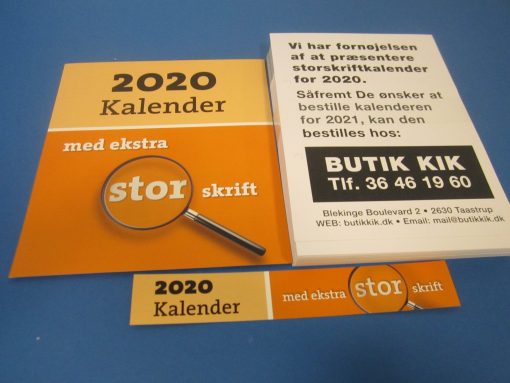 2020
Kalender
med ekstra
stor skrift
Vi har fornøjelsen
af at præsentere
storskriftkalender
for 2020.
Såfremt De ønsker at
bestille kalenderen
for 2021, kan den
bestilles hos:
BUTIK KIK
Tlf. 36 46 19 60
Blekinge Boulevard 2 • 2630 Taastrup
WEB: butikkik.dk • Email: mail@butikkik.dk
2020
Kalender
med ekstra stor skrift